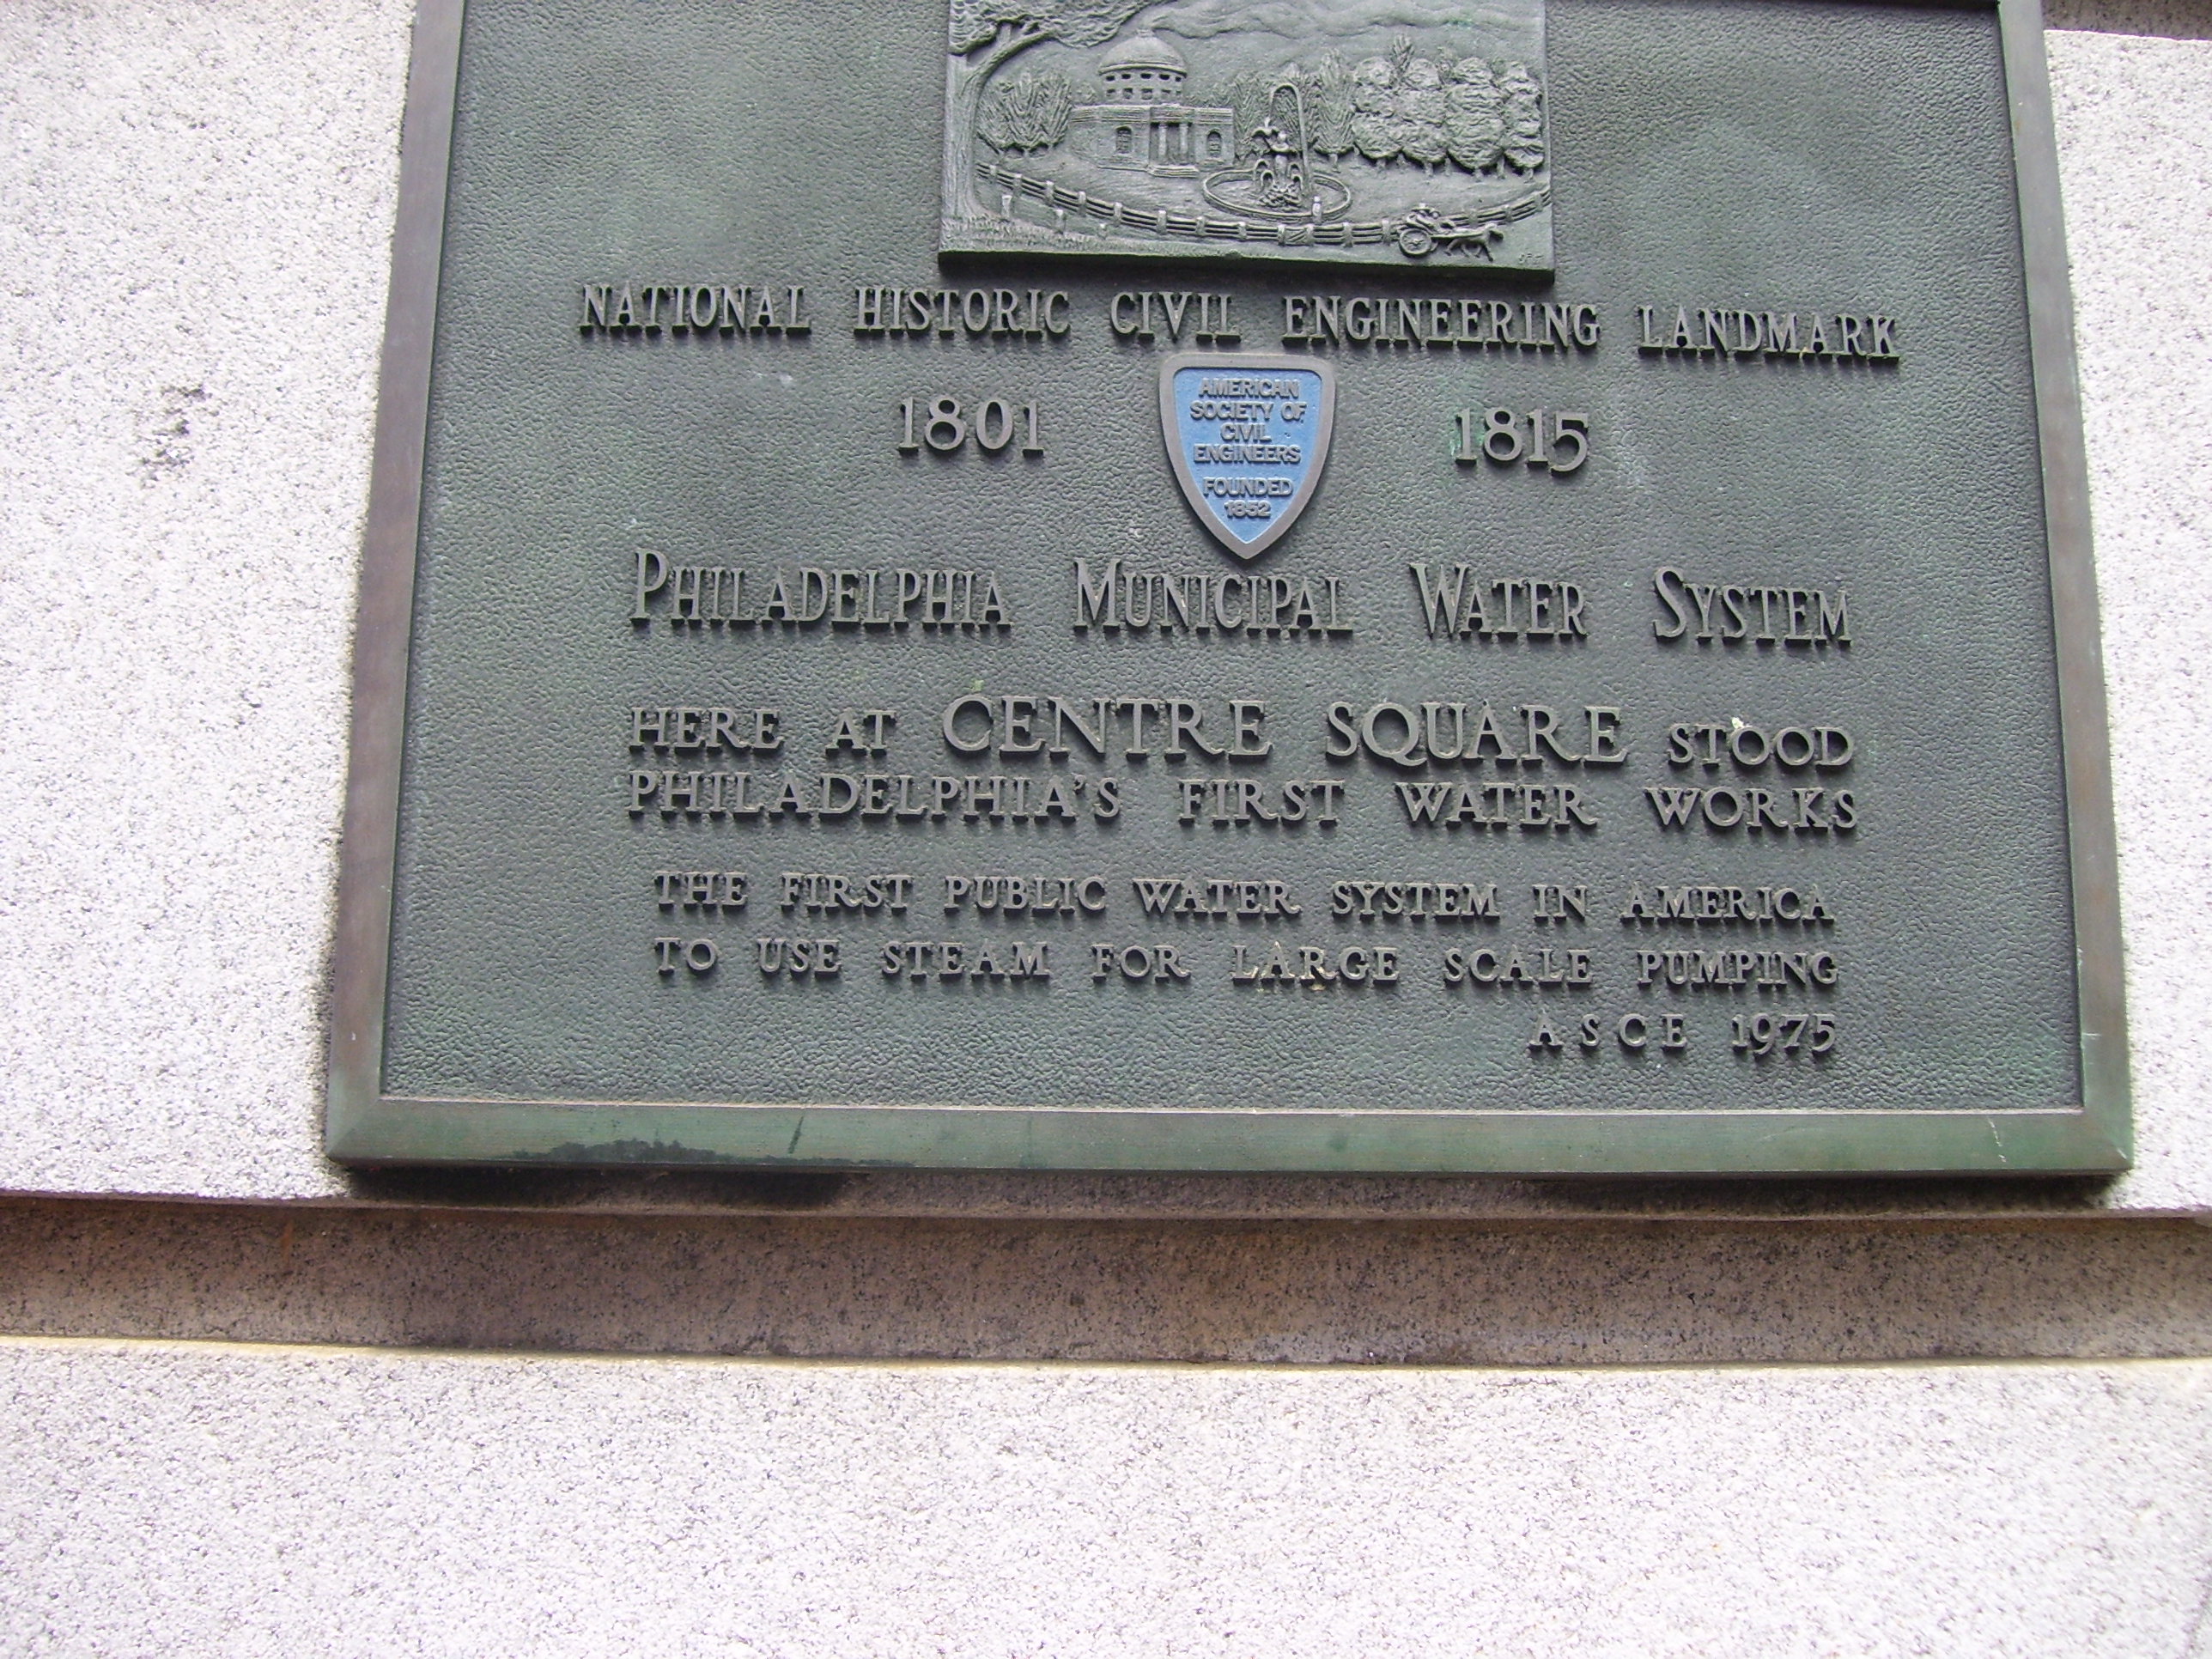 NATIONAL HISTORIC CIVIL ENGINEERING LANDMARK
1801 1815
AMERICAN
SOCIETY OF
CIVIL
ENGINEERS
FOUNDED
1852
PHILADELPHIA MUNICIPAL WATER SYSTEM
HERE AT CENTRE SQUARE STOOD
PHILADELPHIA'S FIRST WATER WORKS
THE FIRST PUBLIC WATER SYSTEM IN AMERICA
TO USE STEAM FOR LARGE SCALE PUMPING
ASCE 1975